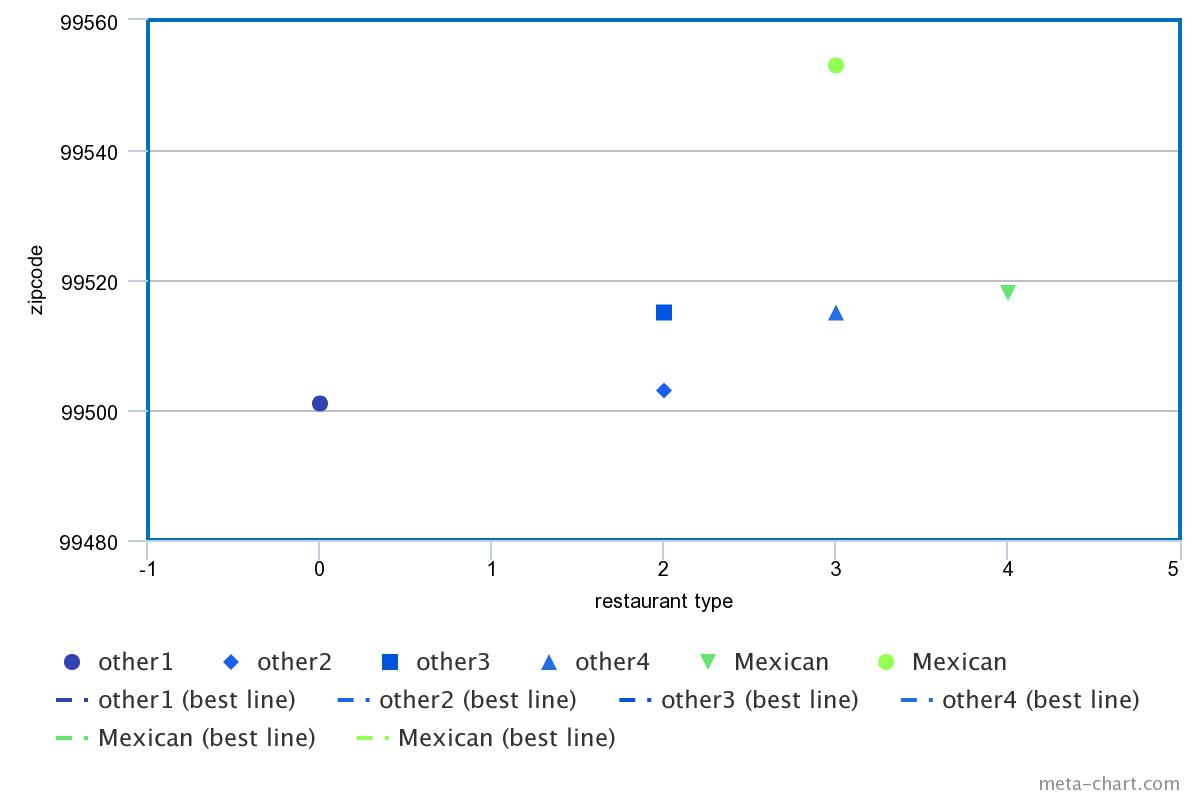 99560
99540
99520
99500
99480
zipcode
-1 0 1 2 3 4 5
restaurant type
other1 other2 other3 other4 Mexican Mexican
other1 (best line) other2 (best line) other3 (best line) other4 (best line)
Mexican (best line) Mexican (best line)
meta-chart.com